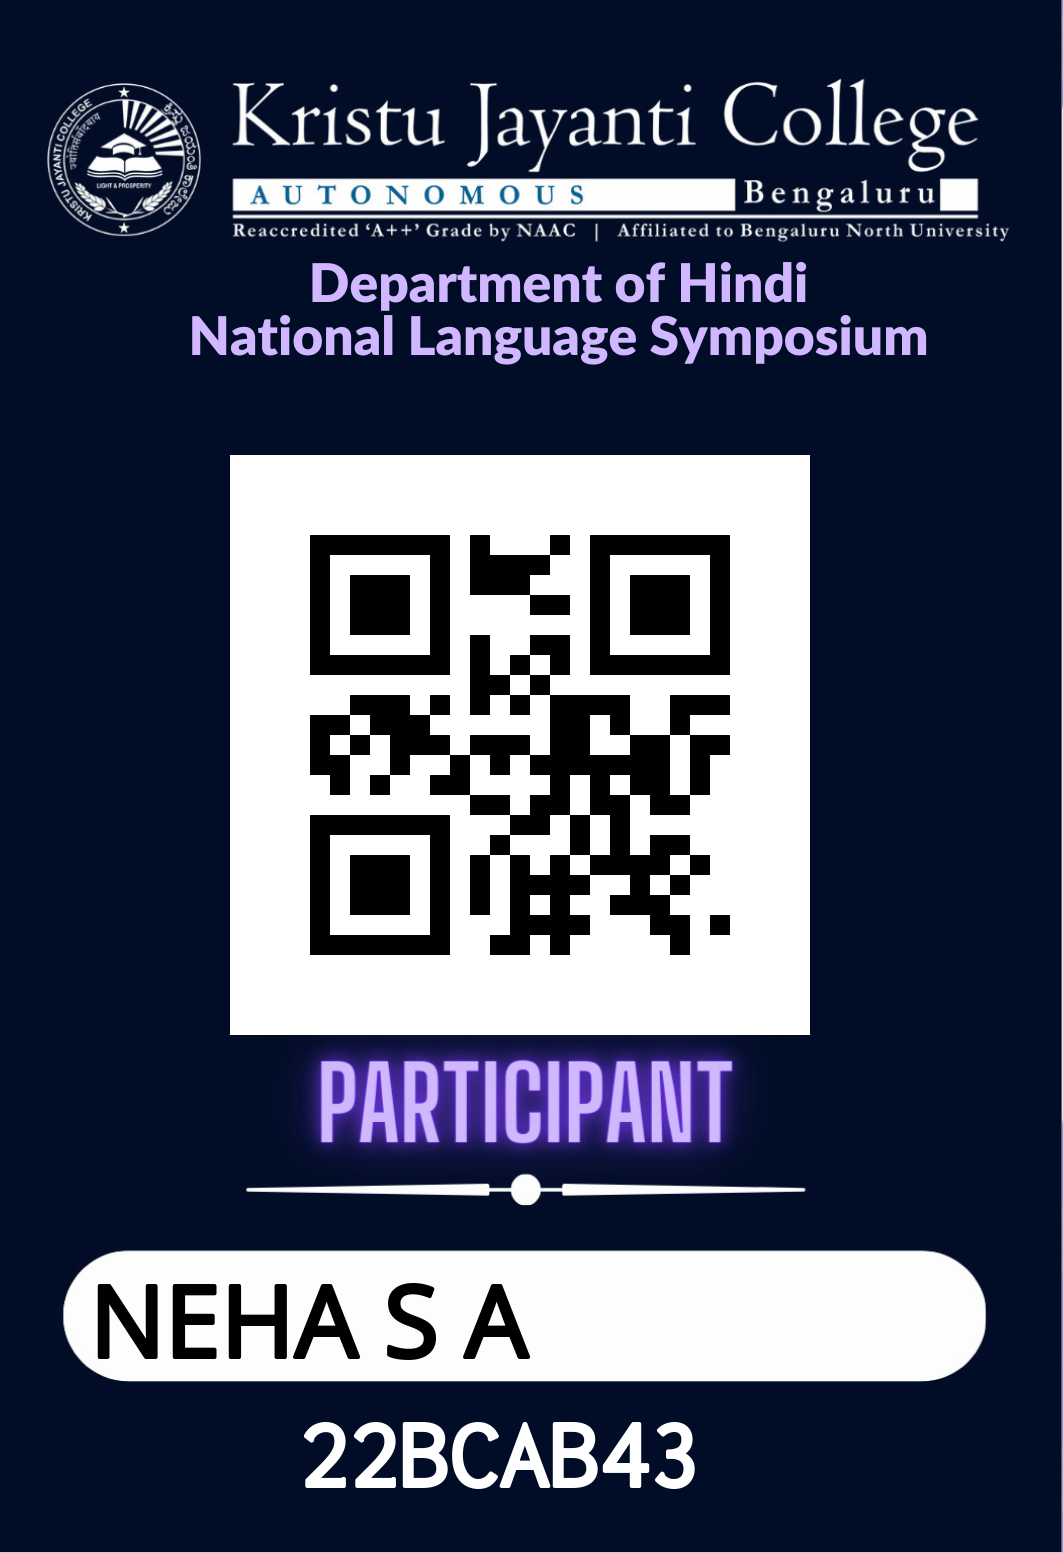 KRISTU JAYANTI COLLEGE
LIGHT & PROSPERITY
Kristu Jayanti College
AUTONOMOUS Bengaluru
Reaccredited ‘A++’ Grade by NAAC | Affiliated to Bengaluru North University
Department of Hindi
National Language Symposium
PARTICIPANT
NEHA S A
22BCAB43